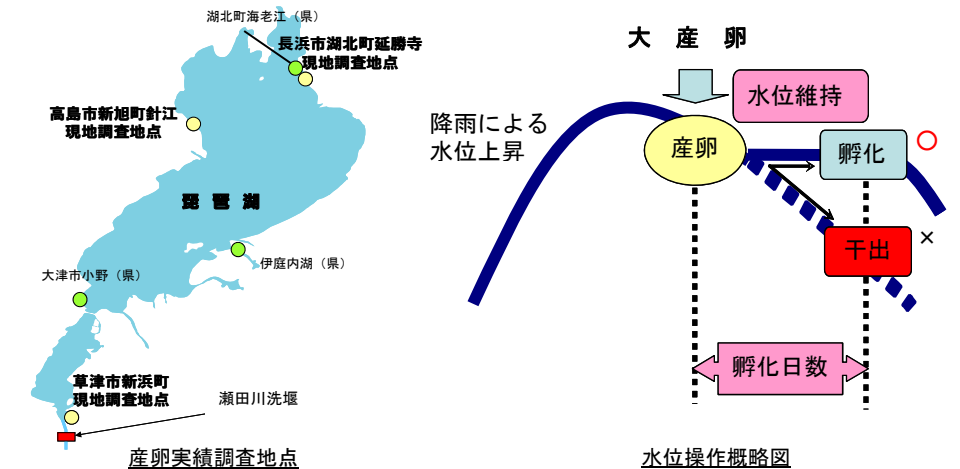 湖北町海老江（県）
長浜市湖北町延勝寺
現地調査地点
高島市新旭町針江
現地調査地点
琵琶湖
伊庭内湖（県）
大津市小野（県）
草津市新浜町
現地調査地点
瀬田川洗堰
産卵実績調査地点
大産卵
水位維持
降雨による
水位上昇
産卵
孵化
○
干出
×
孵化日数
水位操作概略図